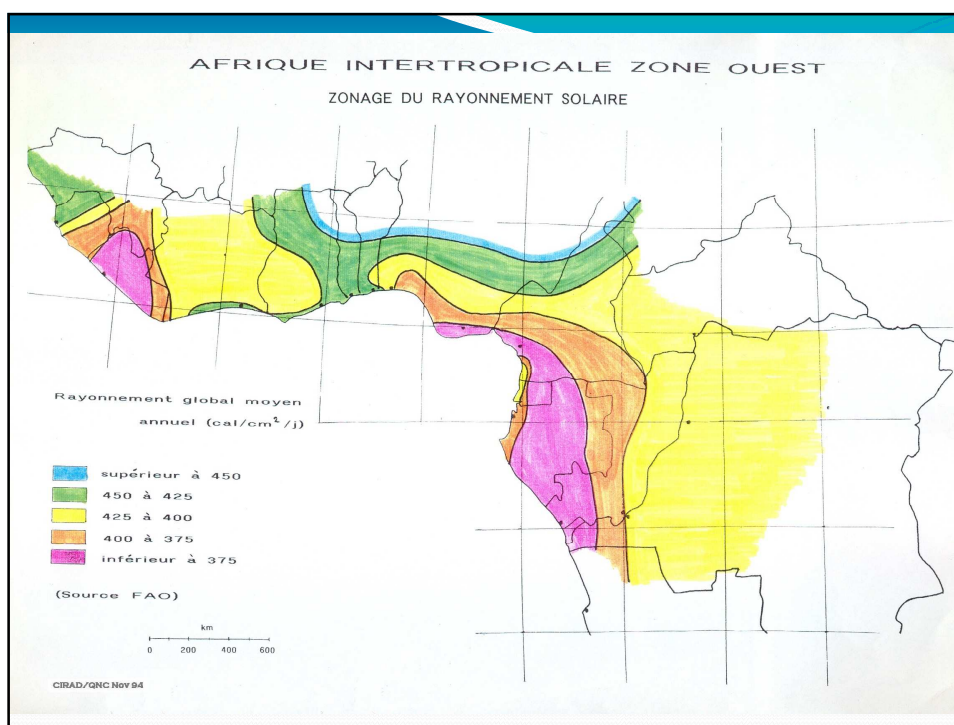 AFRIQUE INTERTROPICALE ZONE OUEST
ZONAGE DU RAYONNEMENT SOLAIRE
Rayonnement global moyen
annuel (cal/cm²/j)
supérieur à 450
450 à 425
425 à 400
400 à 375
inférieur à 375
(Source FAO)
km
0 200 400 600
CIRAD/QNC Nov 94